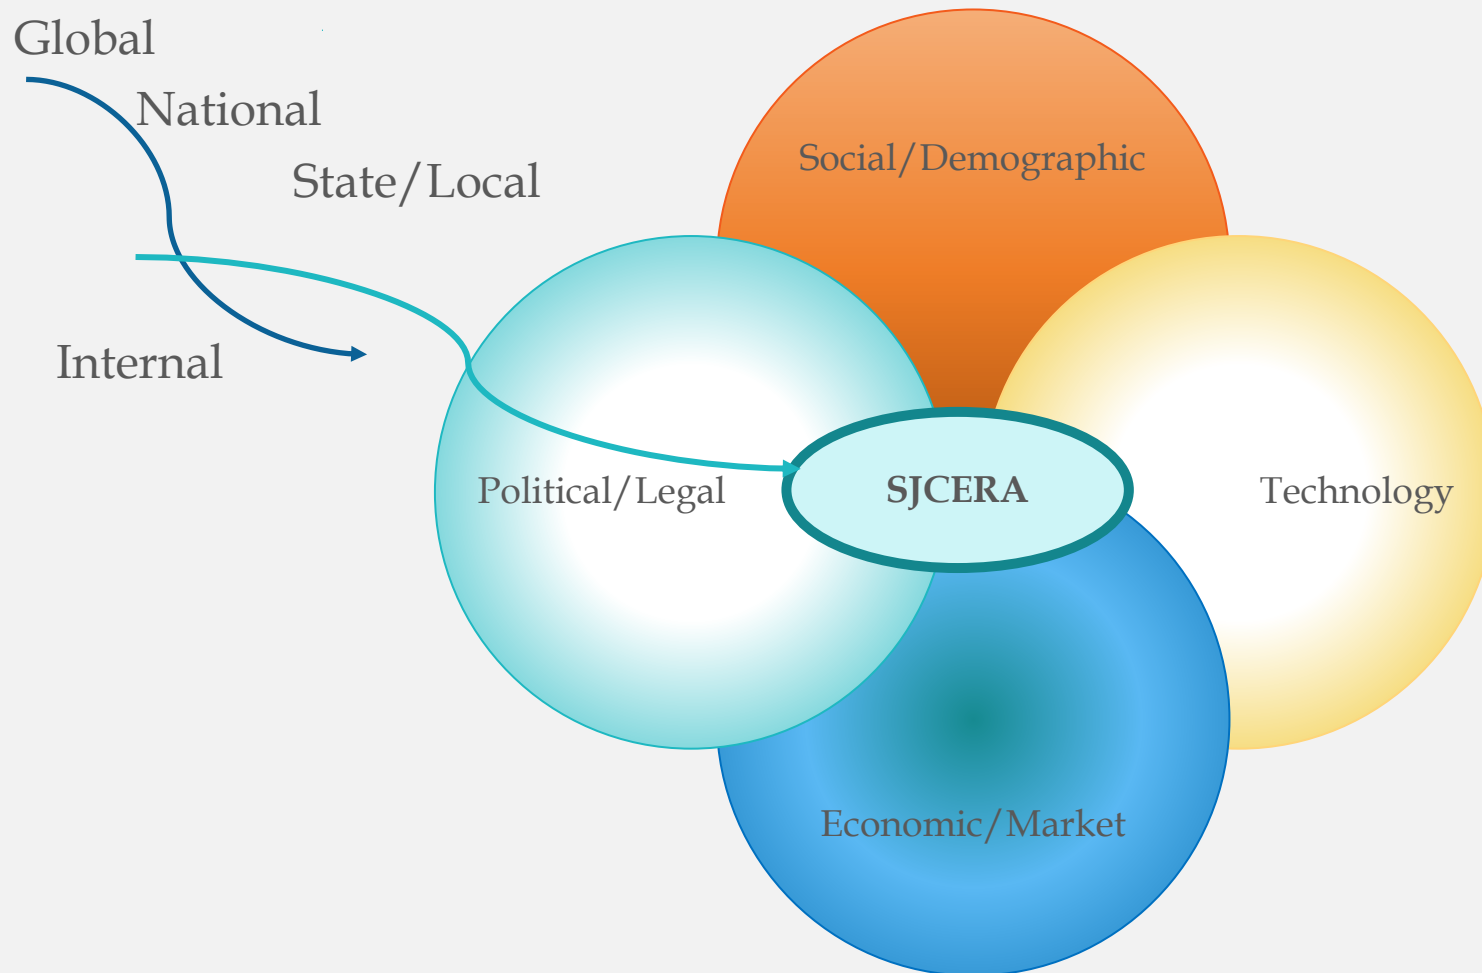 Global
National
State/Local
Internal
Social/Demographic
Political/Legal
SJCERA
Technology
Economic/Market